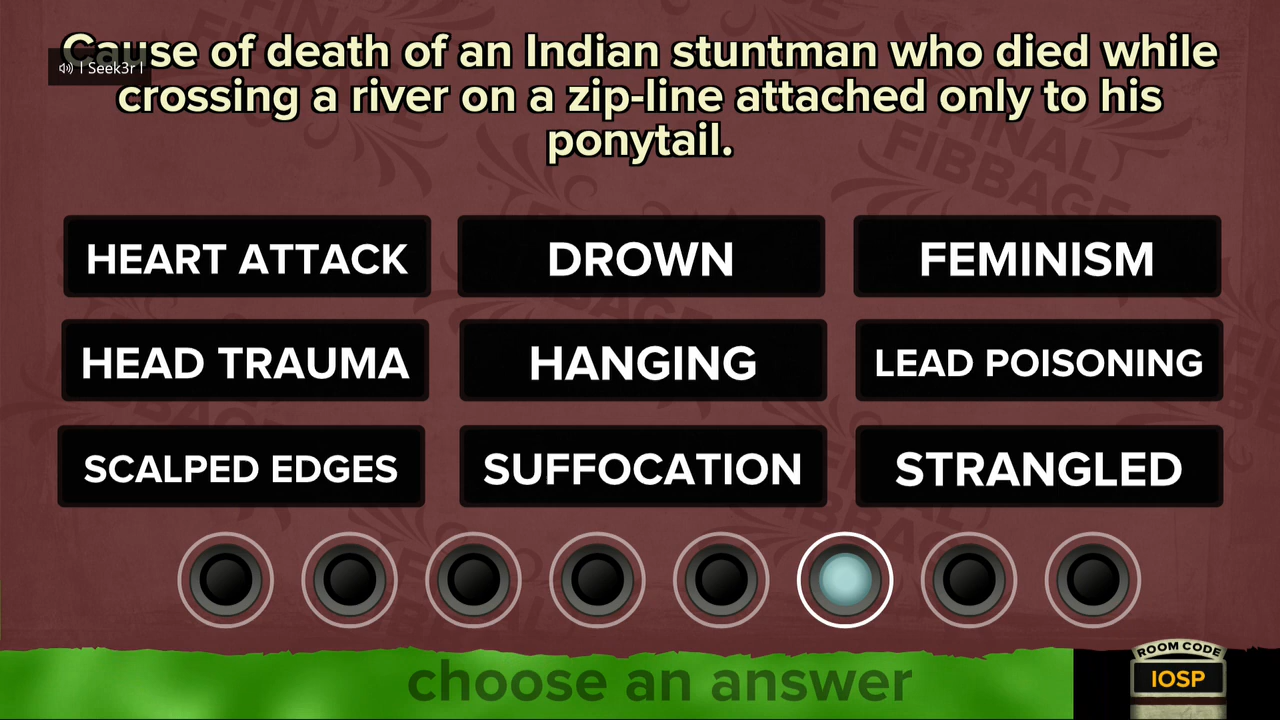 Cause of death of an Indian stuntman who died while
crossing a river on a zip-line attached only to his
ponytail.
l Seek3r l
HEART ATTACK
DROWN
FEMINISM
HEAD TRAUMA
HANGING
LEAD POISONING
SCALPED EDGES
SUFFOCATION
STRANGLED
choose an answer
ROOM CODE
IOSP
FINAL
FIBBAGE